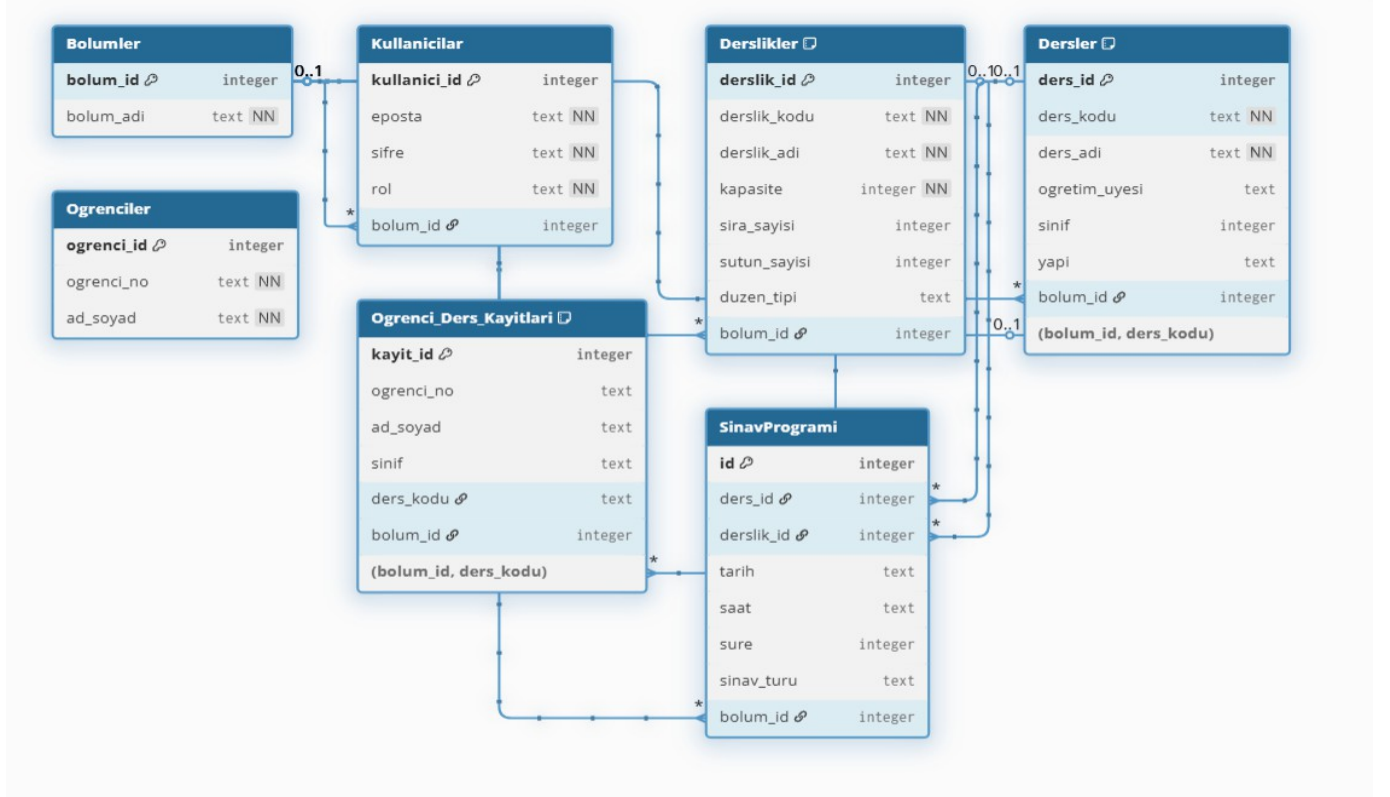 Bolumler
bolum_id integer
bolum_adi text NN
Ogrenciler
ogrenci_id integer
ogrenci_no text NN
ad_soyad text NN
0..1
Kullanicilar
kullanici_id integer
eposta text NN
sifre text NN
rol text NN
* bolum_id integer
Ogrenci_Ders_Kayitlari
kayit_id integer
ogrenci_no text
ad_soyad text
sinif text
ders_kodu text
bolum_id integer
(bolum_id, ders_kodu) *
Derslikler
derslik_id integer
derslik_kodu text NN
derslik_adi text NN
kapasite integer NN
sira_sayisi integer
sutun_sayisi integer
duzen_tipi text
* bolum_id integer
0..1 0..1
Dersler
ders_id integer
ders_kodu text NN
ders_adi text NN
ogretim_uyesi text
sinif integer
yapi text
* bolum_id integer
0..1 (bolum_id, ders_kodu)
SinavProgrami
id integer
ders_id integer *
derslik_id integer *
tarih text
saat text
sure integer
sinav_turu text
* bolum_id integer